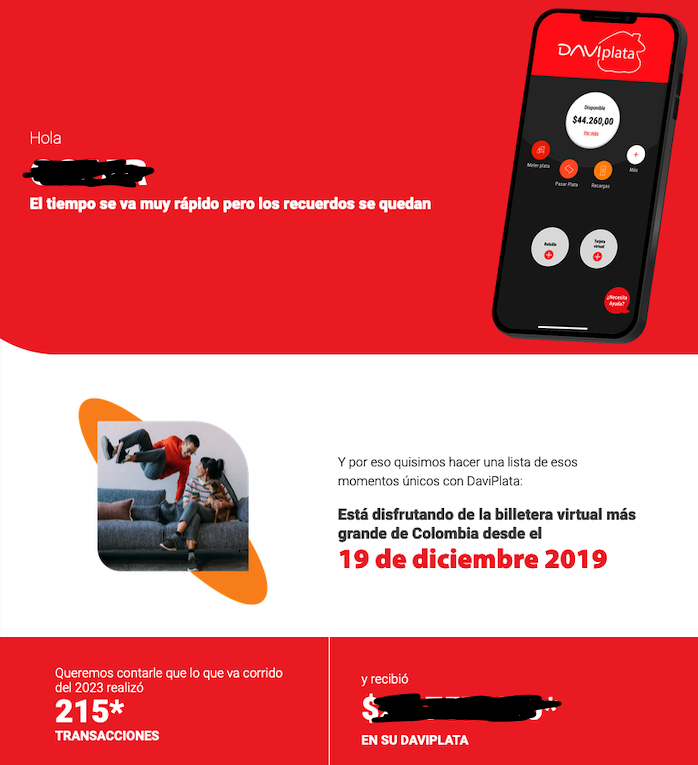 DAVIplata
Disponible
$44.260,00
Ver más
Meter plata
Pasar Plata
Recargas
Más
Bolsillo
Tarjeta
virtual
¿Necesita
Ayuda?
Hola
El tiempo se va muy rápido pero los recuerdos se quedan
Y por eso quisimos hacer una lista de esos
momentos únicos con DaviPlata:
Está disfrutando de la billetera virtual más
grande de Colombia desde el
19 de diciembre 2019
Queremos contarle que lo que va corrido
del 2023 realizó
215*
TRANSACCIONES
y recibió
EN SU DAVIPLATA